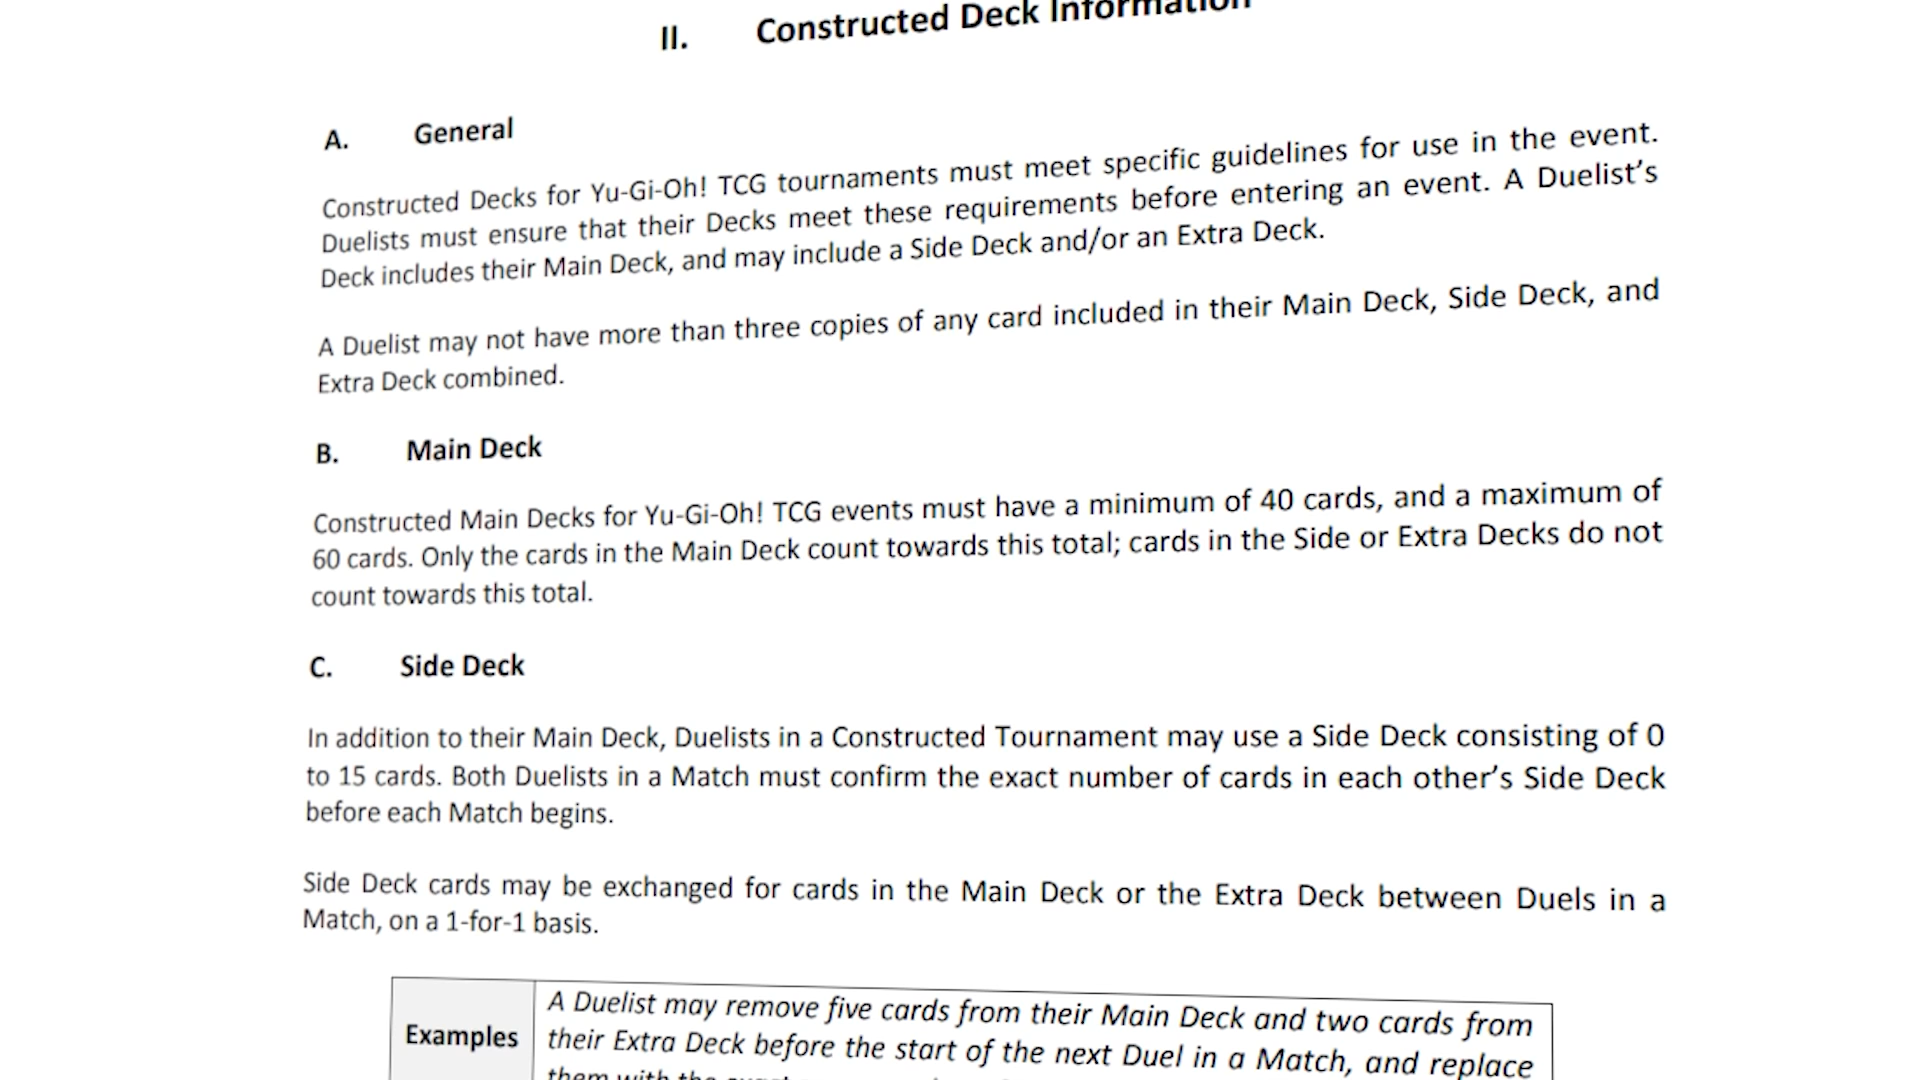 II. Constructed Deck Information
A. General
Constructed Decks for Yu-Gi-Oh! TCG tournaments must meet specific guidelines for use in the event.
Duelists must ensure that their Decks meet these requirements before entering an event. A Duelist’s
Deck includes their Main Deck, and may include a Side Deck and/or an Extra Deck.
A Duelist may not have more than three copies of any card included in their Main Deck, Side Deck, and
Extra Deck combined.
B. Main Deck
Constructed Main Decks for Yu-Gi-Oh! TCG events must have a minimum of 40 cards, and a maximum of
60 cards. Only the cards in the Main Deck count towards this total; cards in the Side or Extra Decks do not
count towards this total.
C. Side Deck
In addition to their Main Deck, Duelists in a Constructed Tournament may use a Side Deck consisting of 0
to 15 cards. Both Duelists in a Match must confirm the exact number of cards in each other’s Side Deck
before each Match begins.
Side Deck cards may be exchanged for cards in the Main Deck or the Extra Deck between Duels in a
Match, on a 1-for-1 basis.
Examples
A Duelist may remove five cards from their Main Deck and two cards from
their Extra Deck before the start of the next Duel in a Match, and replace
them with the